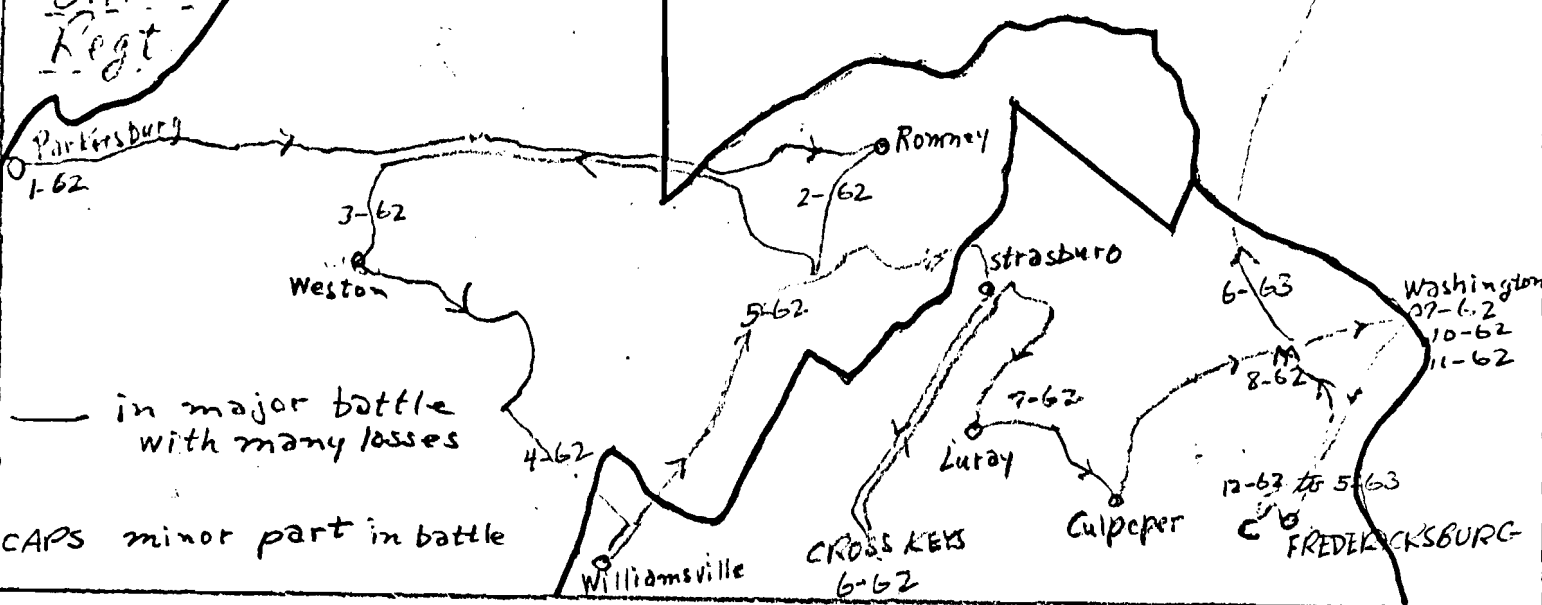 Regt
Parkersburg
1-62
Romney
2-62
3-62
Weston
Strasburg
5-62
6-63
Washington
07-62
10-62
11-62
8-62
in major battle
with many losses
7-62
Luray
4-62
12-62 to 5-63
CAPS minor part in battle
Williamsville
CROSS KEYS
6-62
Culpeper
M
C
FREDERICKSBURG